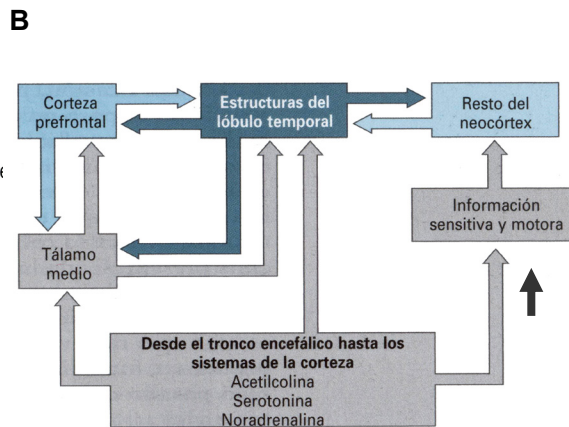 B
Corteza
prefrontal
Estructuras del
lóbulo temporal
Resto del
neocórtex
Información
sensitiva y motora
Tálamo
medio
Desde el tronco encefálico hasta los
sistemas de la corteza
Acetilcolina
Serotonina
Noradrenalina